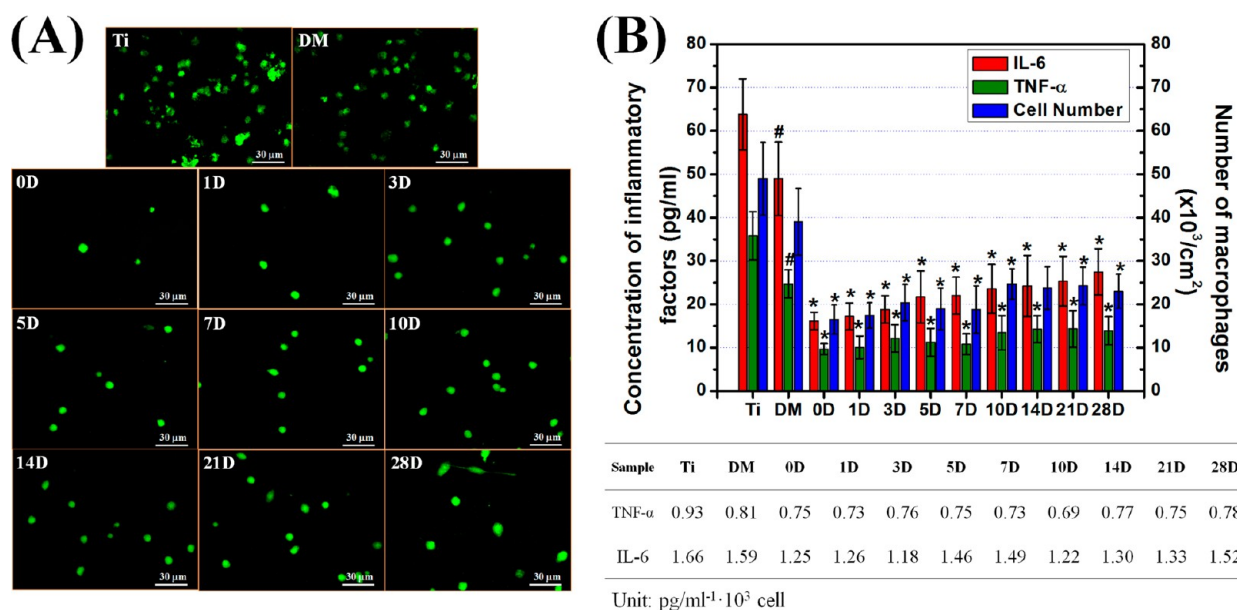 (A)
Ti
DM
30 μm
30 μm
0D
1D
3D
30 μm
30 μm
30 μm
5D
7D
10D
30 μm
30 μm
30 μm
14D
21D
28D
30 μm
30 μm
30 μm
(B)
Concentration of inflammatory
factors (pg/ml)
80
70
60
50
40
30
20
10
0
IL-6
TNF-α
Cell Number
# # * * * * * * * * * * * * * * * * * * * * * * * * *
80
70
60
50
40
30
20
10
0
Number of macrophages
(x10³/cm²)
Ti DM 0D 1D 3D 5D 7D 10D 14D 21D 28D
Sample Ti DM 0D 1D 3D 5D 7D 10D 14D 21D 28D
TNF-α 0.93 0.81 0.75 0.73 0.76 0.75 0.73 0.69 0.77 0.75 0.78
IL-6 1.66 1.59 1.25 1.26 1.18 1.46 1.49 1.22 1.30 1.33 1.52
Unit: pg/ml⁻¹·10³ cell